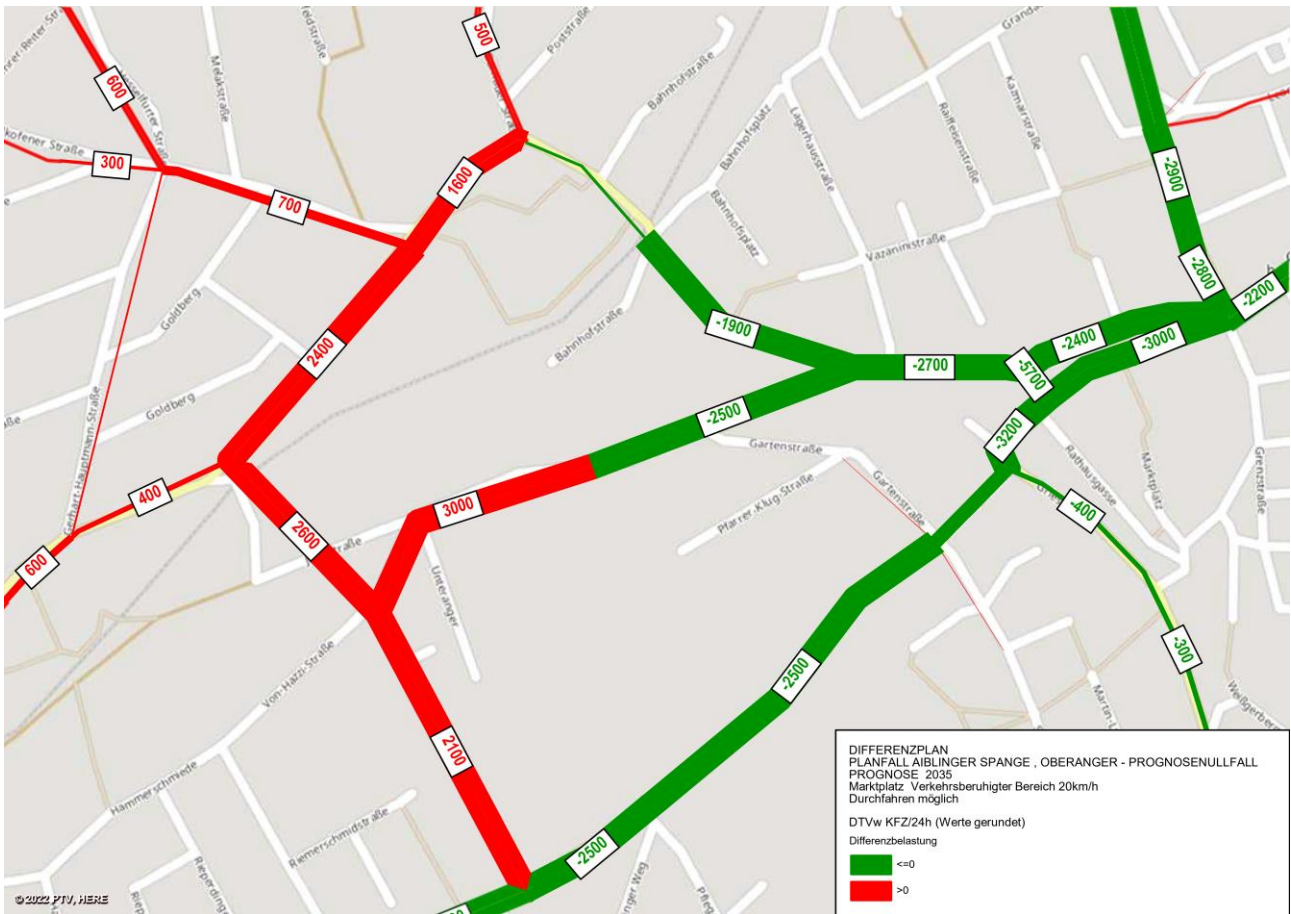 500
600
Poststraße
Melakstraße
Bahnhofstraße
Kazmairstraße
Raiffeisenstraße
Lagerhausstraße
Bahnhofplatz
300
700
1600
-2900
Bahnhofsplatz
Vazaninistraße
-2800
-2200
Goldberg
2400
Bahnhofstraße
-1900
-2400
-3000
-2700
-5700
Goldberg
Gerhart-Hauptmann-Straße
-2500
-3200
Gartenstraße
Gartenstraße
Rathausgasse
Marktplatz
Grenzstraße
400
3000
Pfarrer-Klug-Straße
2600
-400
600
Unteranger
-300
Von-Hazzi-Straße
-2500
2100
Hammerschmiede
Riemerschmidstraße
-2500
DIFFERENZPLAN
PLANFALL AIBLINGER SPANGE , OBERANGER - PROGNOSENULLFALL
PROGNOSE 2035
Marktplatz Verkehrsberuhigter Bereich 20km/h
Durchfahren möglich
DTVw KFZ/24h (Werte gerundet)
Differenzbelastung
<=0
>0
© 2022 PTV, HERE